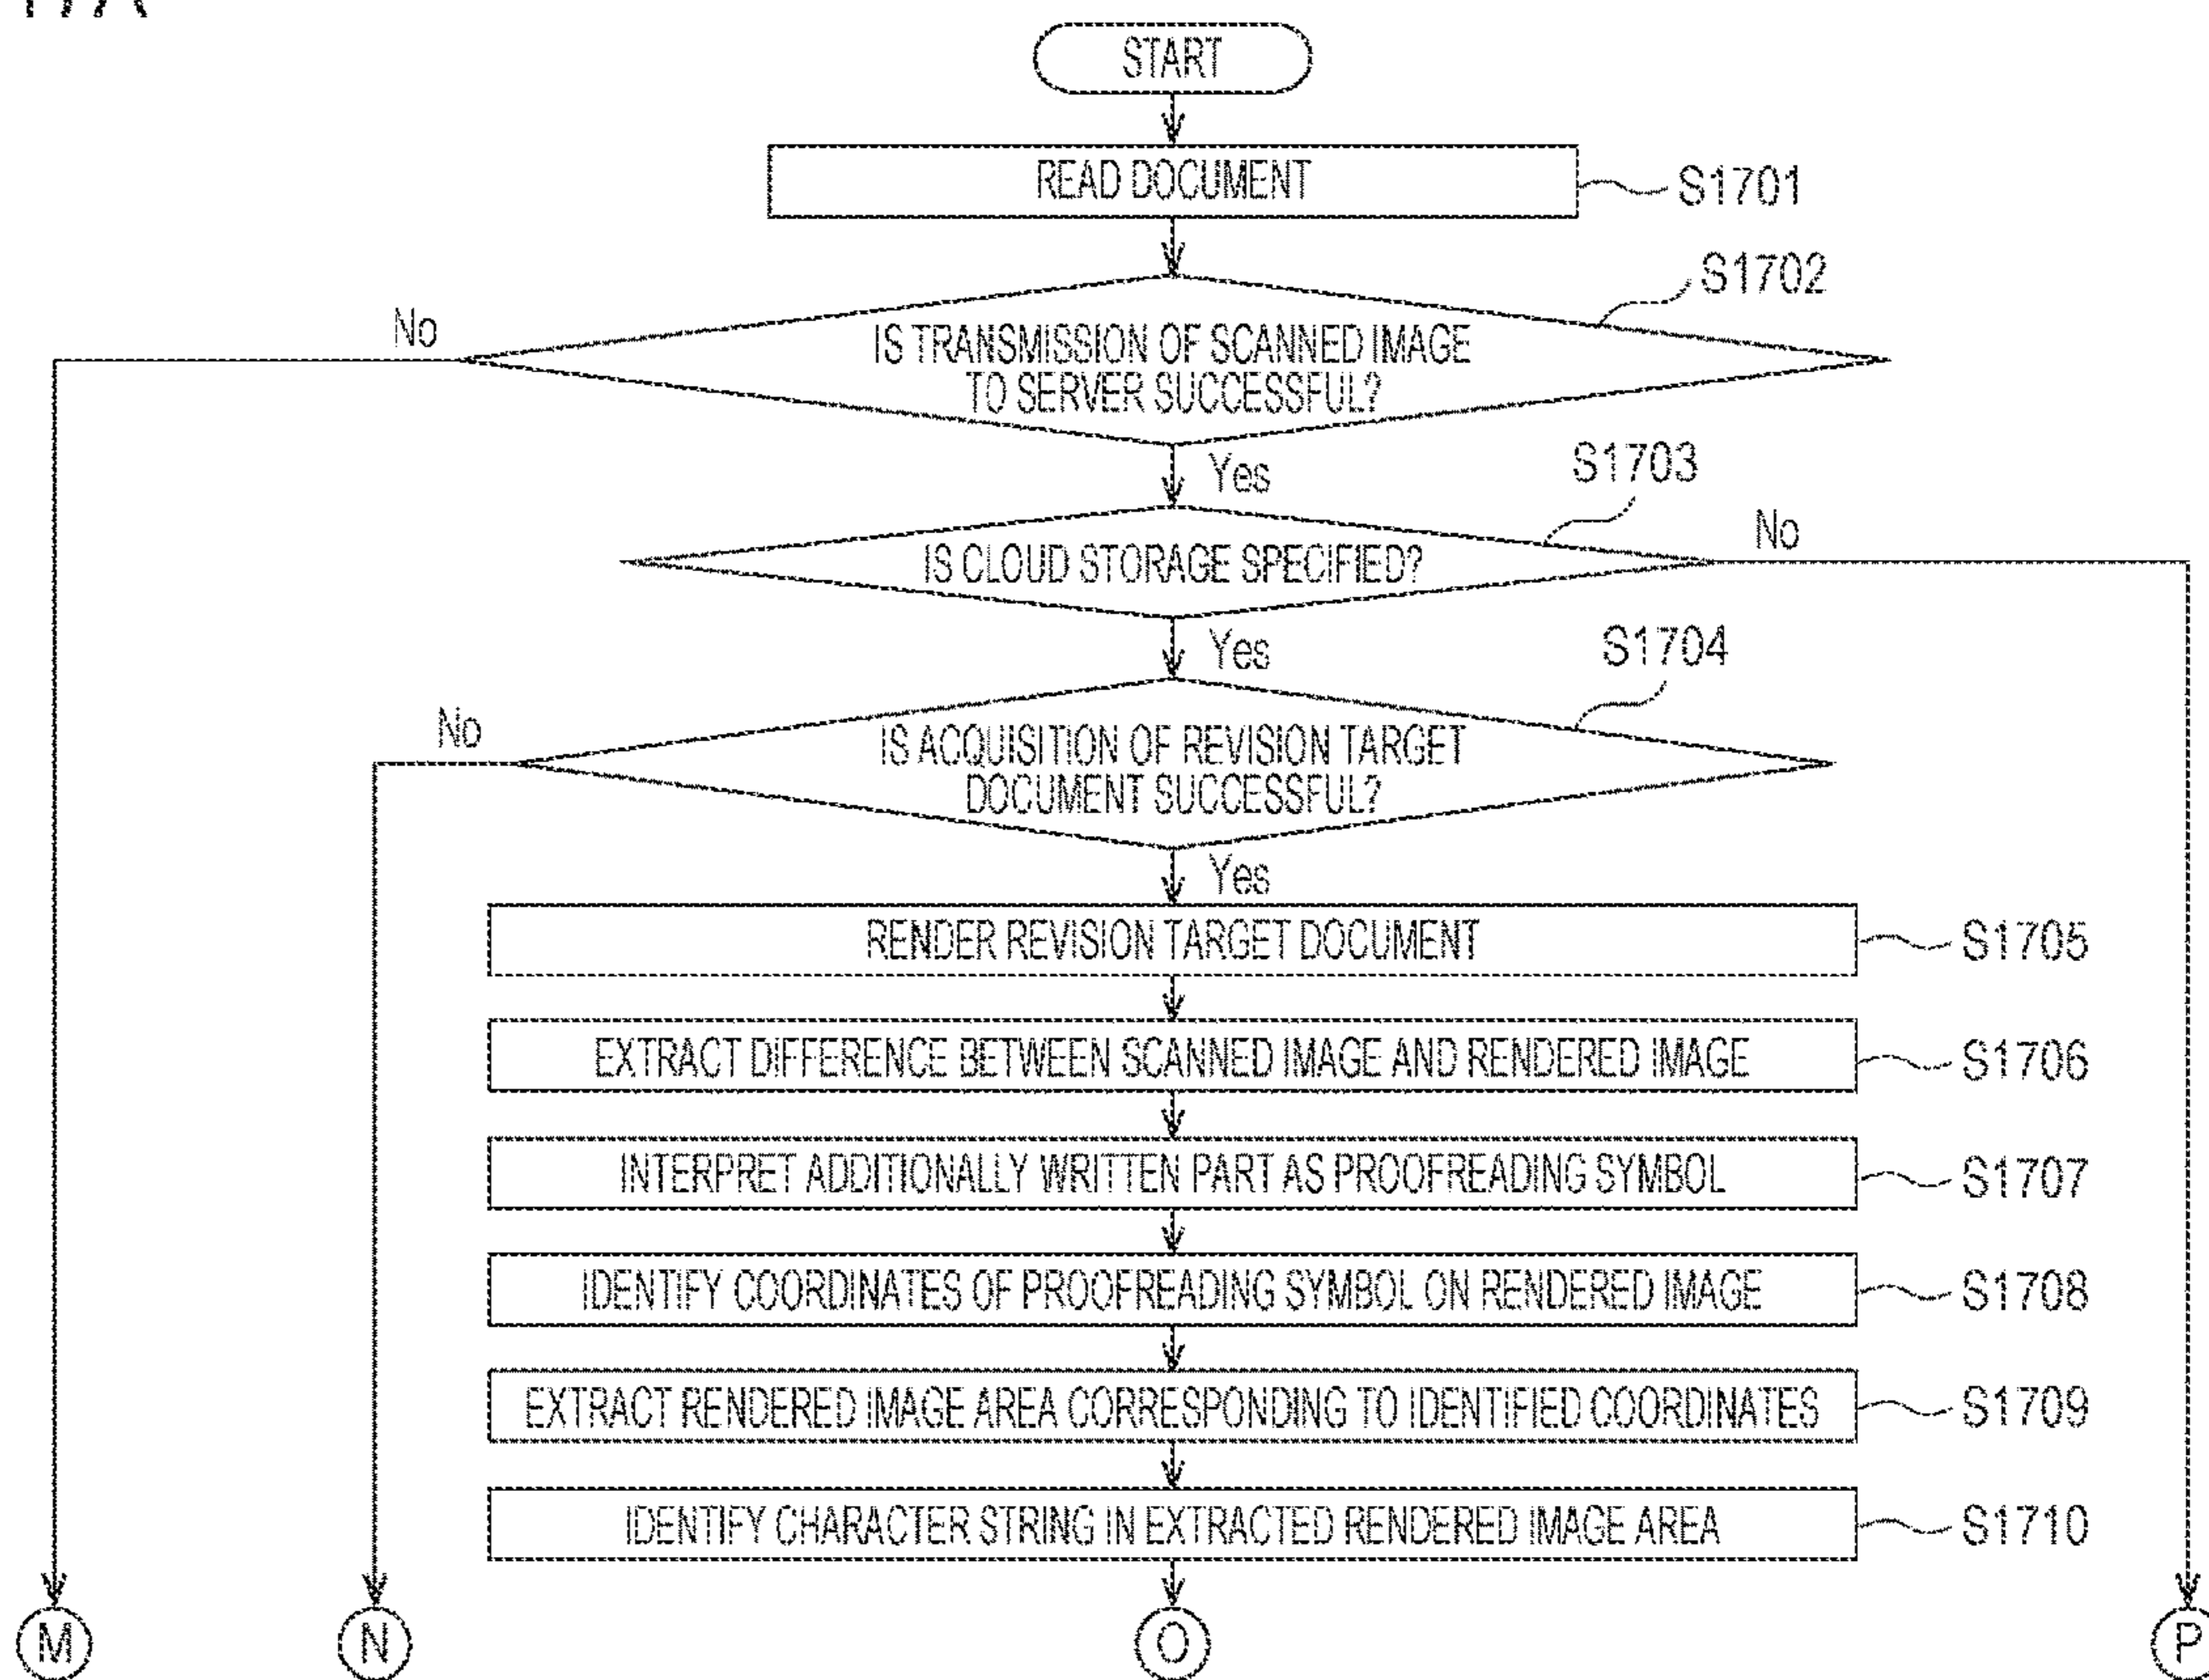 START
READ DOCUMENT
S1701
S1702
No
IS TRANSMISSION OF SCANNED IMAGE
TO SERVER SUCCESSFUL?
Yes
S1703
No
IS CLOUD STORAGE SPECIFIED?
Yes
S1704
No
IS ACQUISITION OF REVISION TARGET
DOCUMENT SUCCESSFUL?
Yes
RENDER REVISION TARGET DOCUMENT
S1705
EXTRACT DIFFERENCE BETWEEN SCANNED IMAGE AND RENDERED IMAGE
S1706
INTERPRET ADDITIONALLY WRITTEN PART AS PROOFREADING SYMBOL
S1707
IDENTIFY COORDINATES OF PROOFREADING SYMBOL ON RENDERED IMAGE
S1708
EXTRACT RENDERED IMAGE AREA CORRESPONDING TO IDENTIFIED COORDINATES
S1709
IDENTIFY CHARACTER STRING IN EXTRACTED RENDERED IMAGE AREA
S1710
M
N
O
P